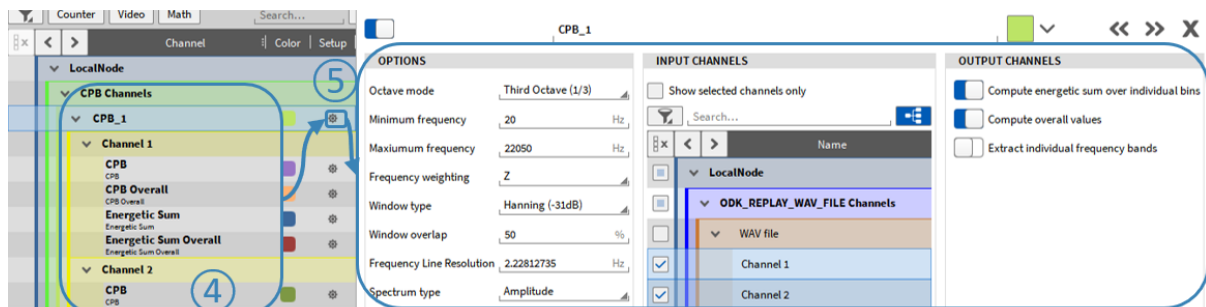 Counter Video Math Search...
Channel Color Setup
LocalNode
CPB Channels
CPB_1
Channel 1
CPB
CPB
CPB Overall
CPB Overall
Energetic Sum
Energetic Sum
Energetic Sum Overall
Energetic Sum Overall
Channel 2
CPB
CPB
4
5
CPB_1
OPTIONS
Octave mode Third Octave (1/3)
Minimum frequency 20 Hz
Maxiumum frequency 22050 Hz
Frequency weighting Z
Window type Hanning (-31dB)
Window overlap 50 %
Frequency Line Resolution 2.22812735 Hz
Spectrum type Amplitude
INPUT CHANNELS
Show selected channels only
Search...
Name
LocalNode
ODK_REPLAY_WAV_FILE Channels
WAV file
Channel 1
Channel 2
OUTPUT CHANNELS
Compute energetic sum over individual bins
Compute overall values
Extract individual frequency bands